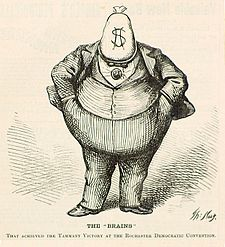 $
Th. Nast.
THE "BRAINS"
THAT ACHIEVED THE TAMMANY VICTORY AT THE ROCHESTER DEMOCRATIC CONVENTION.